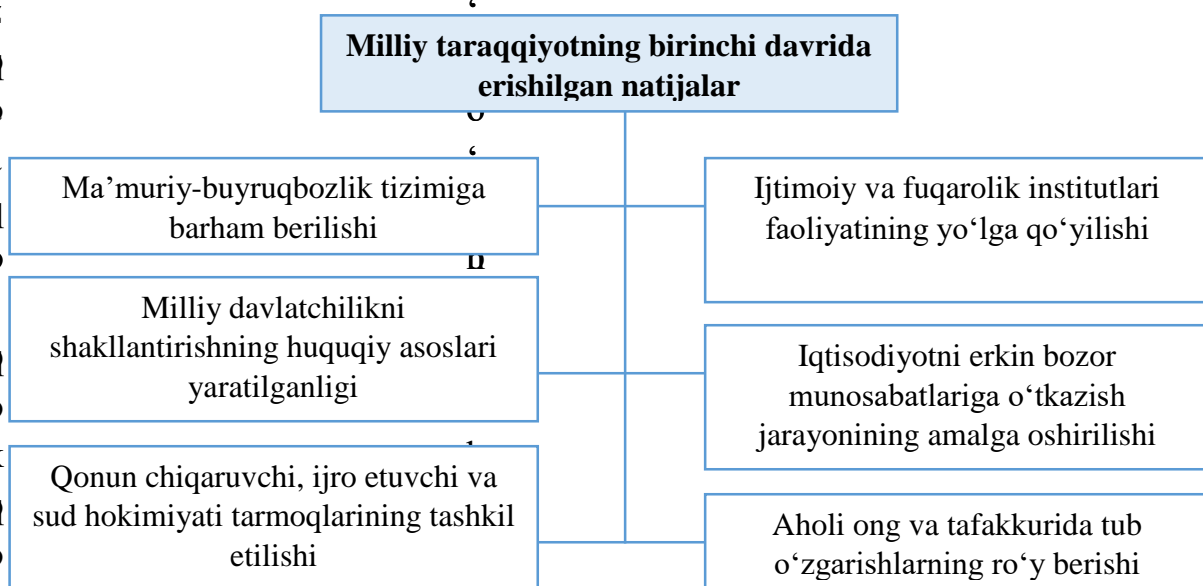 Milliy taraqqiyotning birinchi davrida
erishilgan natijalar
Ma’muriy-buyruqbozlik tizimiga
barham berilishi
Milliy davlatchilikni
shakllantirishning huquqiy asoslari
yaratilganligi
Qonun chiqaruvchi, ijro etuvchi va
sud hokimiyati tarmoqlarining tashkil
etilishi
Ijtimoiy va fuqarolik institutlari
faoliyatining yo‘lga qo‘yilishi
Iqtisodiyotni erkin bozor
munosabatlariga o‘tkazish
jarayonining amalga oshirilishi
Aholi ong va tafakkurida tub
o‘zgarishlarning ro‘y berishi